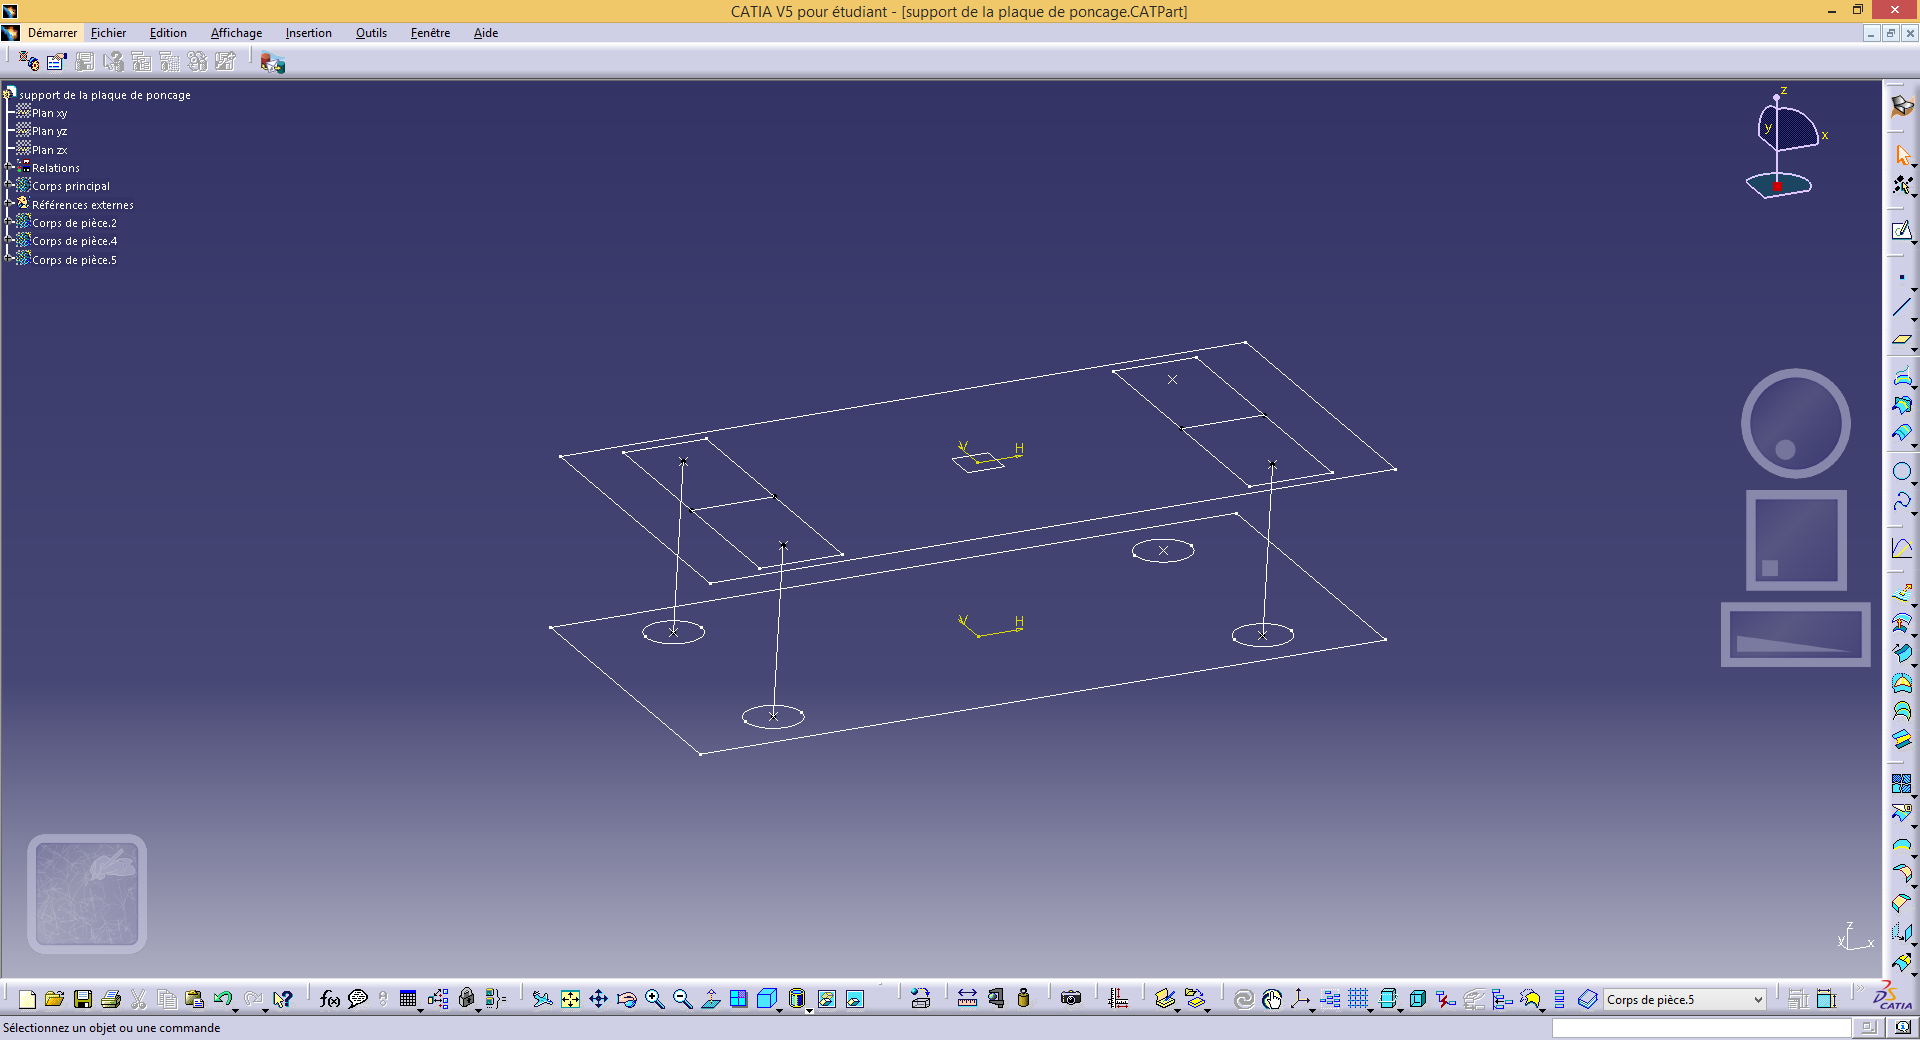 CATIA V5 pour étudiant - [support de la plaque de poncage.CATPart]
Démarrer Fichier Edition Affichage Insertion Outils Fenêtre Aide
support de la plaque de poncage
Plan xy
Plan yz
Plan zx
Relations
Corps principal
Références externes
Corps de pièce.2
Corps de pièce.4
Corps de pièce.5
z
y
x
V H
V H
z
y x
f(x)
Corps de pièce.5
CATIA
Sélectionnez un objet ou une commande